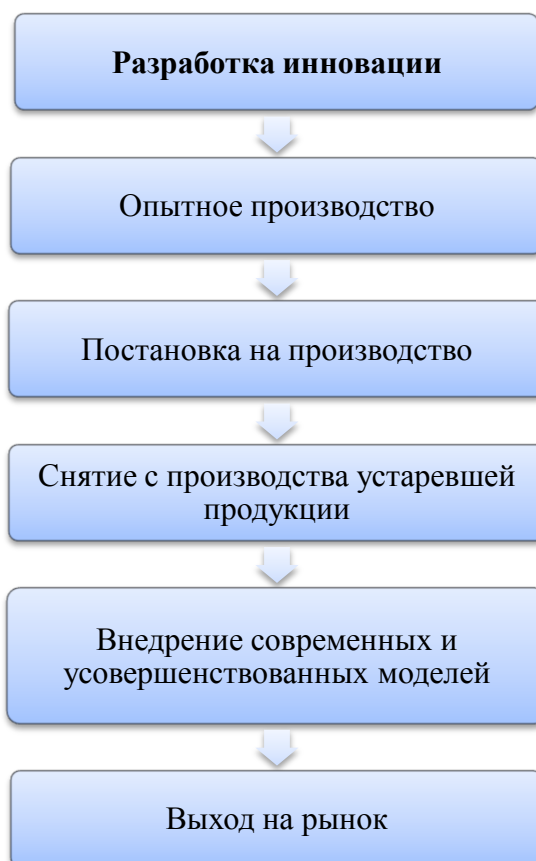 Разработка инновации
Опытное производство
Постановка на производство
Снятие с производства устаревшей
продукции
Внедрение современных и
усовершенствованных моделей
Выход на рынок